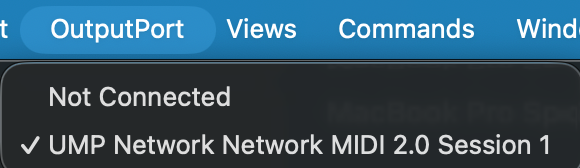 t OutputPort Views Commands Windo
Not Connected
✓ UMP Network Network MIDI 2.0 Session 1